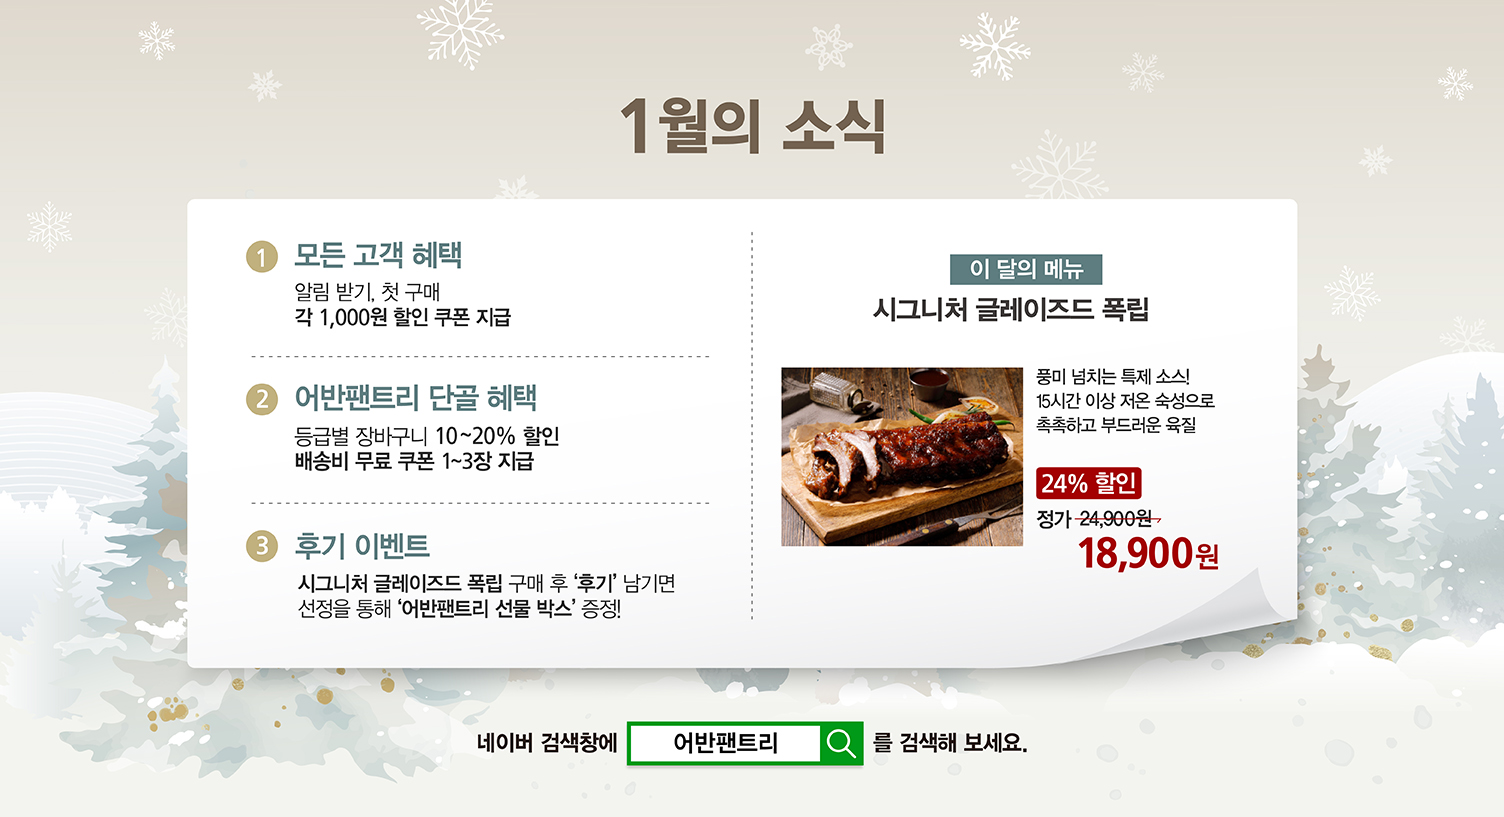 1월의 소식
1 모든 고객 혜택
알림 받기, 첫 구매
각 1,000원 할인 쿠폰 지급
2 어반팬트리 단골 혜택
등급별 장바구니 10~20% 할인
배송비 무료 쿠폰 1~3장 지급
3 후기 이벤트
시그니처 글레이즈드 폭립 구매 후 ‘후기’ 남기면
선정을 통해 ‘어반팬트리 선물 박스’ 증정!
이 달의 메뉴
시그니처 글레이즈드 폭립
풍미 넘치는 특제 소스!
15시간 이상 저온 숙성으로
촉촉하고 부드러운 육질
24% 할인
정가 24,900원
18,900원
네이버 검색창에 어반팬트리 를 검색해 보세요.